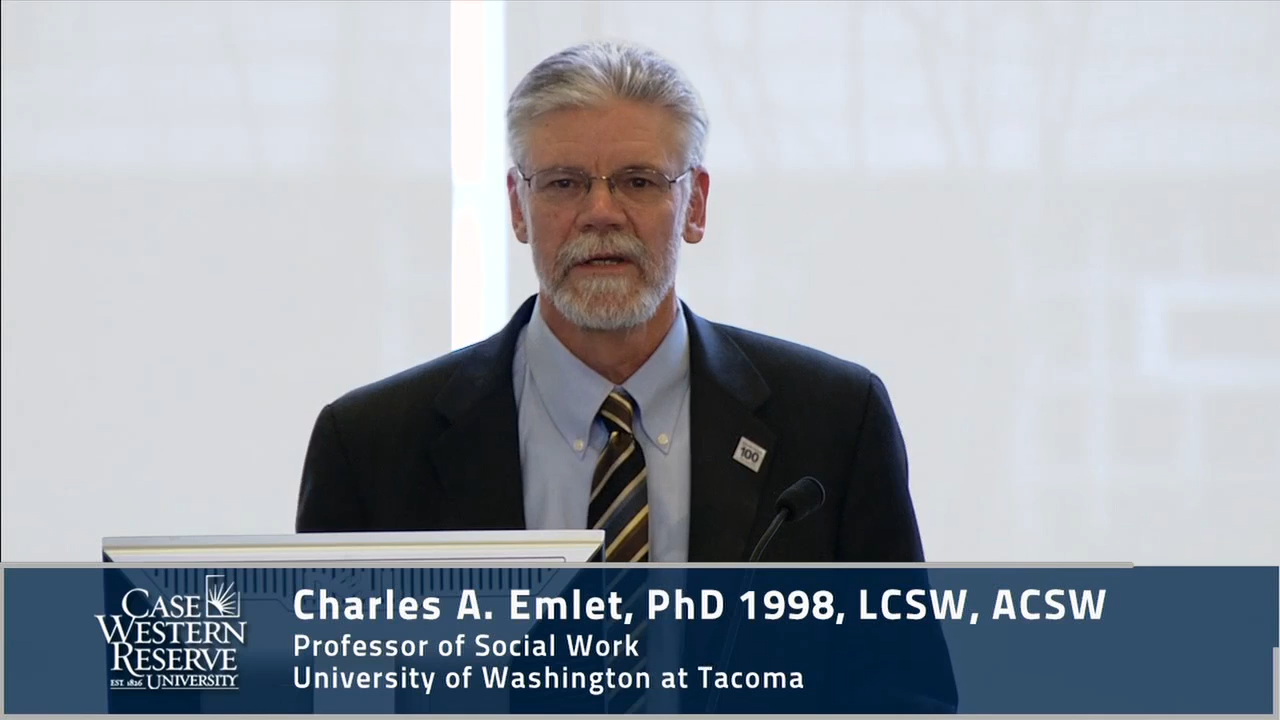 100
Charles A. Emlet, PhD 1998, LCSW, ACSW
Professor of Social Work
University of Washington at Tacoma
CASE
WESTERN
RESERVE
EST. 1826 UNIVERSITY